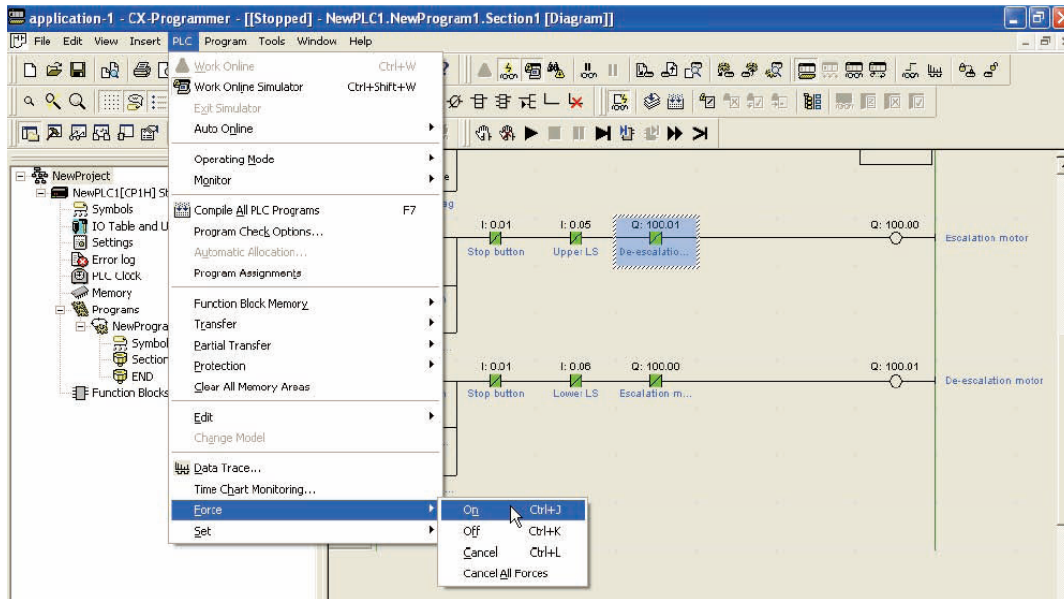 application-1 - CX-Programmer - [[Stopped] - NewPLC1.NewProgram1.Section1 [Diagram]]
File Edit View Insert PLC Program Tools Window Help
Work Online Ctrl+W
Work Online Simulator Ctrl+Shift+W
Exit Simulator
Auto Online
Operating Mode
Monitor
Compile All PLC Programs F7
Program Check Options...
Automatic Allocation...
Program Assignments
Function Block Memory
Transfer
Partial Transfer
Protection
Clear All Memory Areas
Edit
Change Model
Data Trace...
Time Chart Monitoring...
Force
Set
On Ctrl+J
Off Ctrl+K
Cancel Ctrl+L
Cancel All Forces
NewProject
NewPLC1[CP1H] St
Symbols
IO Table and U
Settings
Error log
PLC Clock
Memory
Programs
NewProgra
Symbol
Section
END
Function Blocks
I: 0.01 I: 0.05 Q: 100.01 Q: 100.00
Stop button Upper LS De-escalatio... Escalation motor
I: 0.01 I: 0.06 Q: 100.00 Q: 100.01
Stop button Lower LS Escalation m... De-escalation motor